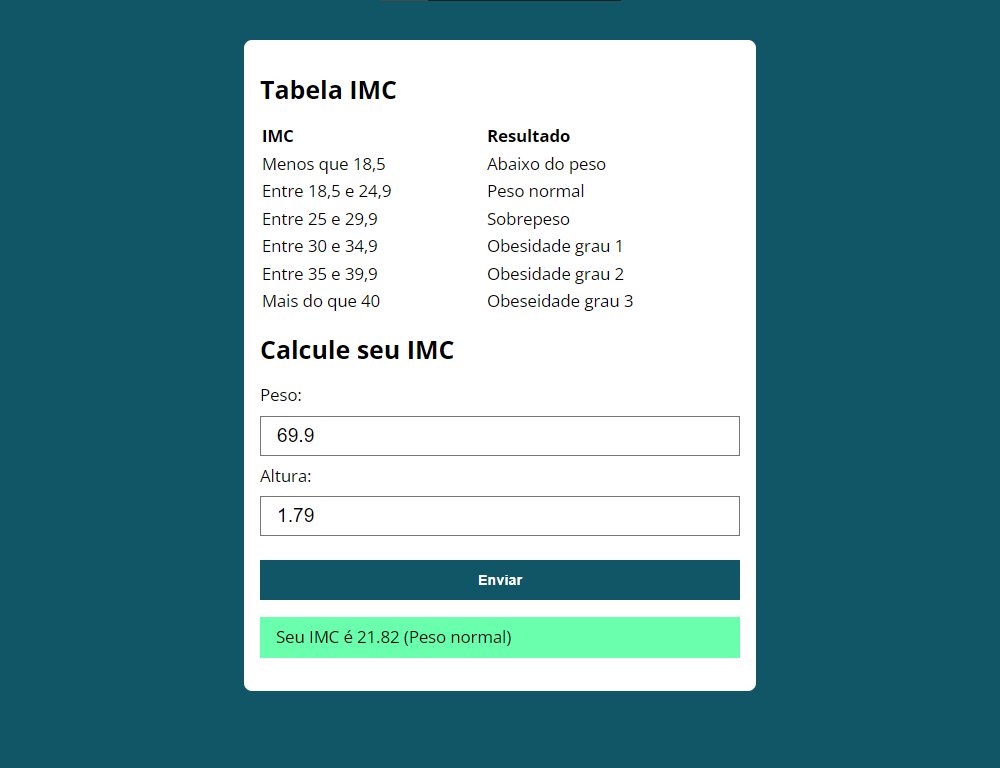 Tabela IMC
IMC Resultado
Menos que 18,5 Abaixo do peso
Entre 18,5 e 24,9 Peso normal
Entre 25 e 29,9 Sobrepeso
Entre 30 e 34,9 Obesidade grau 1
Entre 35 e 39,9 Obesidade grau 2
Mais do que 40 Obeseidade grau 3
Calcule seu IMC
Peso:
69.9
Altura:
1.79
Enviar
Seu IMC é 21.82 (Peso normal)